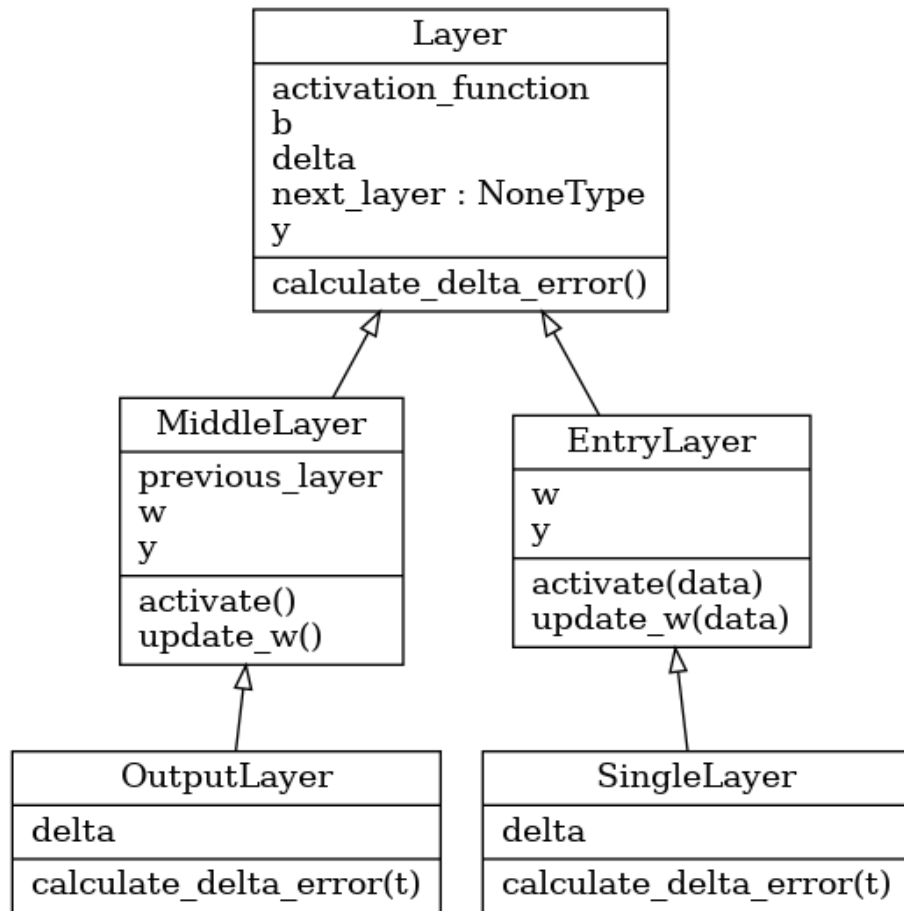 Layer
activation_function
b
delta
next_layer : NoneType
y
calculate_delta_error()
MiddleLayer
previous_layer
w
y
activate()
update_w()
EntryLayer
w
y
activate(data)
update_w(data)
OutputLayer
delta
calculate_delta_error(t)
SingleLayer
delta
calculate_delta_error(t)